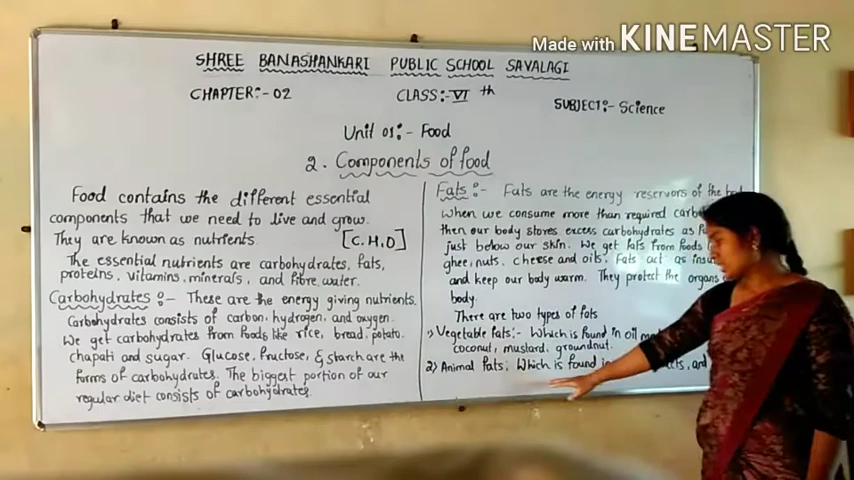 Made with KINEMASTER
SHREE BANASHANKARI PUBLIC SCHOOL SAVALAGI
CHAPTER:- 02 CLASS:- VI th SUBJECT:- Science
Unit 01:- Food
2. Components of food
Food contains the different essential
components that we need to live and grow.
They are known as nutrients. [C.H.O]
The essential nutrients are carbohydrates, fats,
proteins, vitamins, minerals, and fibre, water.
Carbohydrates :- These are the energy giving nutrients.
Carbohydrates consists of carbon, hydrogen, and oxygen.
We get carbohydrates from foods like rice, bread, potato.
chapati and sugar. Glucose, fructose, & starch are the
forms of carbohydrates. The biggest portion of our
regular diet consists of carbohydrates.
Fats :- Fats are the energy reservors of the
When we consume more than required
then our body stores excess carbohydrates as
just below our skin. We get fats from foods
ghee, nuts, cheese and oils. Fats act as
and keep our body warm. They protect the organs
body.
There are two types of fats
1) Vegetable fats:- Which is found in oil
coconut, mustard, groundnut.
2) Animal fats: Which is found and